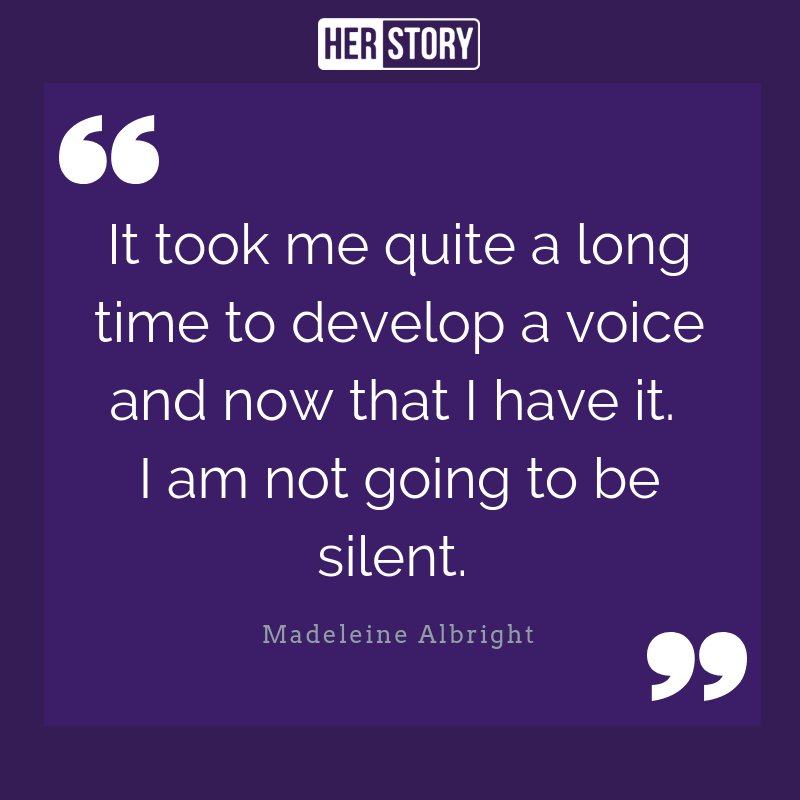 HER STORY
“
It took me quite a long
time to develop a voice
and now that I have it.
I am not going to be
silent.
Madeleine Albright
”